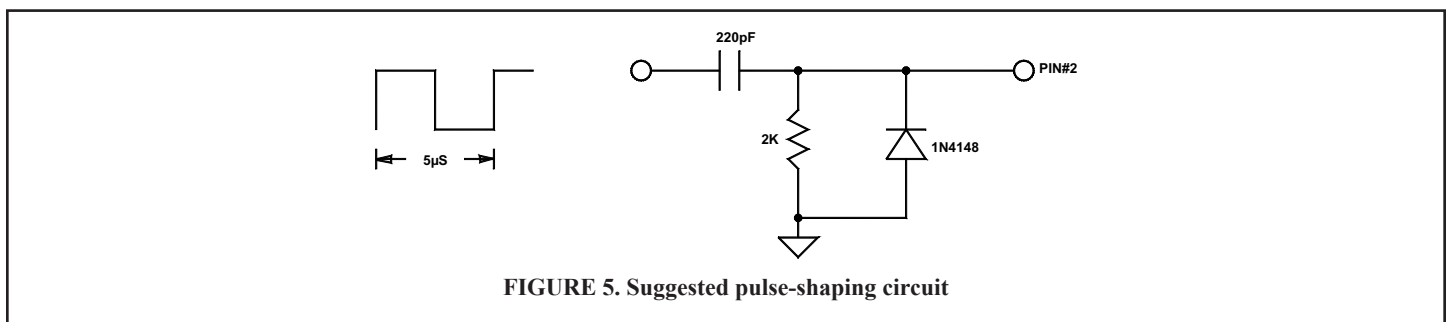 220pF
PIN#2
2K
1N4148
5µS
FIGURE 5. Suggested pulse-shaping circuit